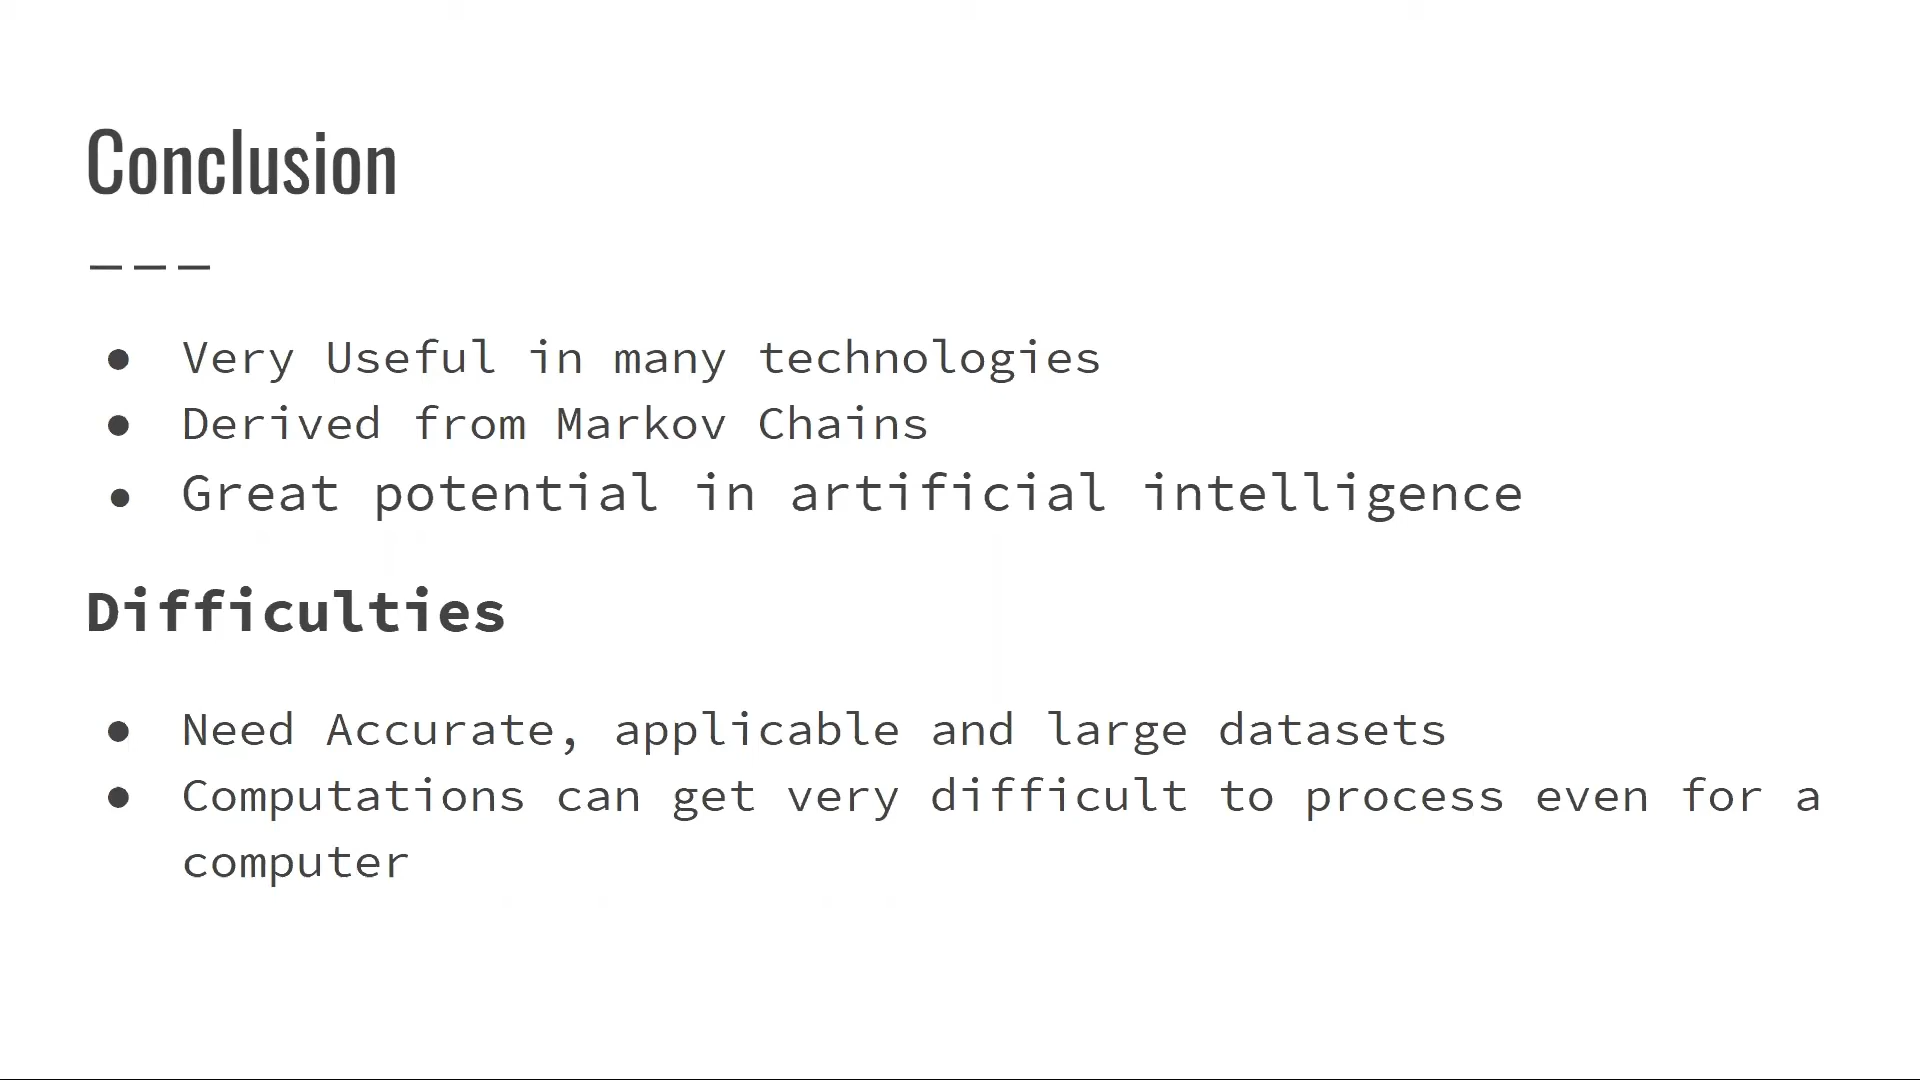 Conclusion
● Very Useful in many technologies
● Derived from Markov Chains
● Great potential in artificial intelligence
Difficulties
● Need Accurate, applicable and large datasets
● Computations can get very difficult to process even for a
computer